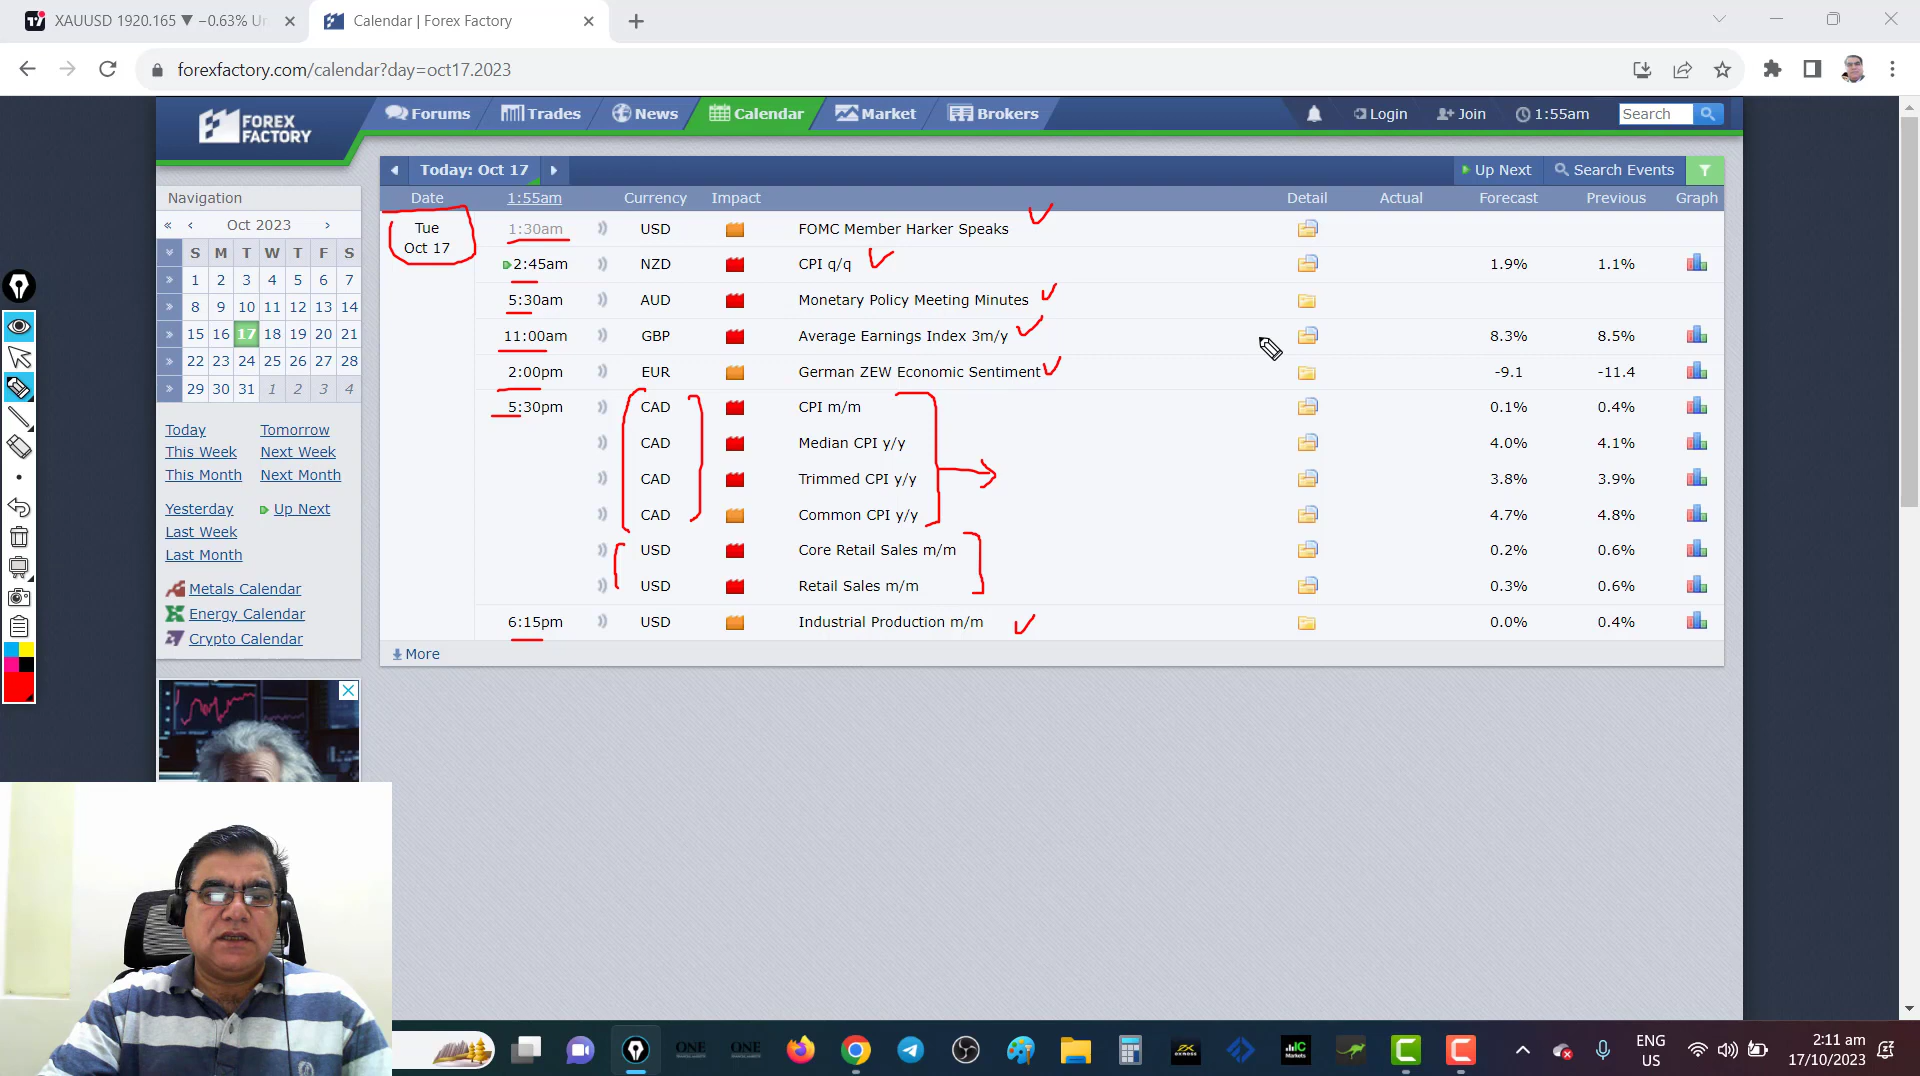 XAUUSD 1920.165 ▼ −0.63%
Calendar | Forex Factory
forexfactory.com/calendar?day=oct17.2023
FOREX
FACTORY
Forums
Trades
News
Calendar
Market
Brokers
Login
Join
1:55am
Search
Navigation
Oct 2023
S M T W T F S
1 2 3 4 5 6 7
8 9 10 11 12 13 14
15 16 17 18 19 20 21
22 23 24 25 26 27 28
29 30 31 1 2 3 4
Today Tomorrow
This Week Next Week
This Month Next Month
Yesterday Up Next
Last Week
Last Month
Metals Calendar
Energy Calendar
Crypto Calendar
Today: Oct 17
Up Next
Search Events
Date 1:55am Currency Impact Detail Actual Forecast Previous Graph
Tue
Oct 17
1:30am USD FOMC Member Harker Speaks
2:45am NZD CPI q/q 1.9% 1.1%
5:30am AUD Monetary Policy Meeting Minutes
11:00am GBP Average Earnings Index 3m/y 8.3% 8.5%
2:00pm EUR German ZEW Economic Sentiment -9.1 -11.4
5:30pm CAD CPI m/m 0.1% 0.4%
CAD Median CPI y/y 4.0% 4.1%
CAD Trimmed CPI y/y 3.8% 3.9%
CAD Common CPI y/y 4.7% 4.8%
USD Core Retail Sales m/m 0.2% 0.6%
USD Retail Sales m/m 0.3% 0.6%
6:15pm USD Industrial Production m/m 0.0% 0.4%
More
ONE
ONE
IC
Markets
ENG
US
2:11 am
17/10/2023